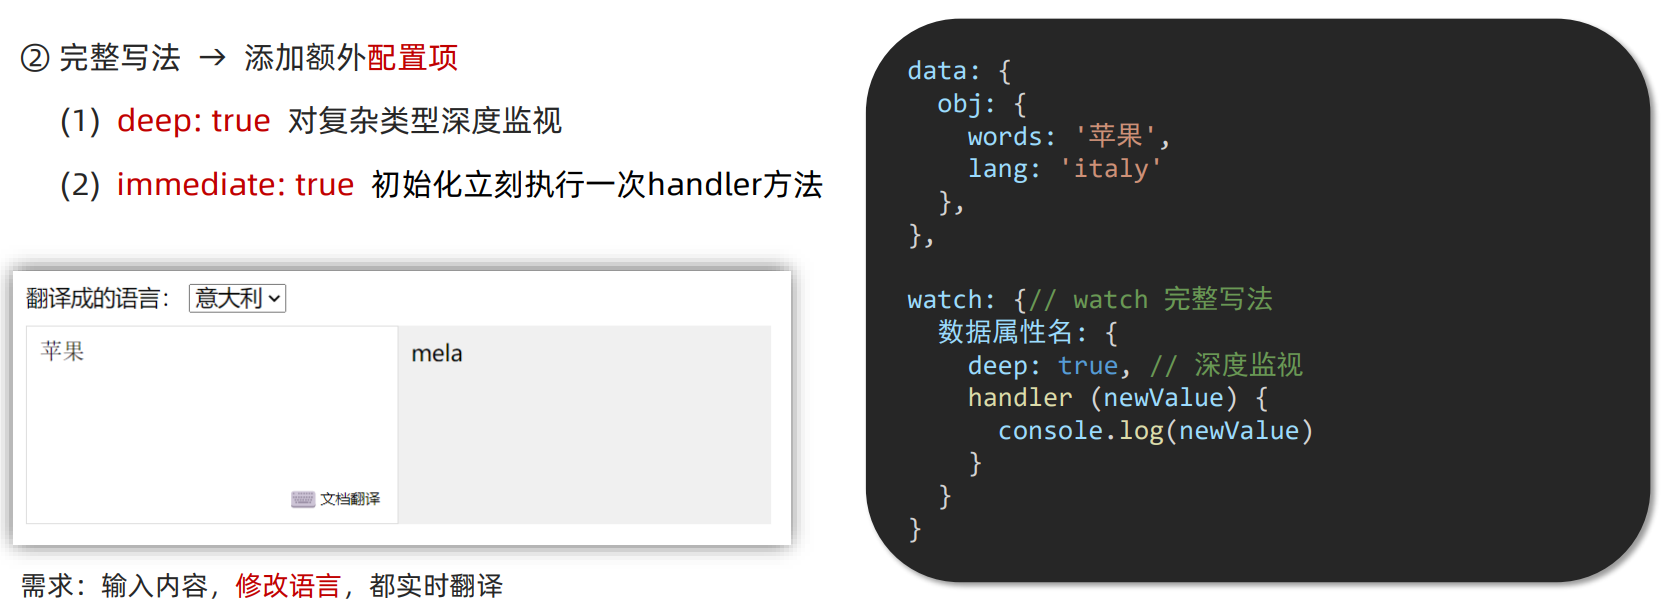 ② 完整写法 → 添加额外配置项
(1) deep: true 对复杂类型深度监视
(2) immediate: true 初始化立刻执行一次handler方法
翻译成的语言： 意大利
苹果
mela
文档翻译
需求：输入内容，修改语言，都实时翻译
data: {
  obj: {
    words: '苹果',
    lang: 'italy'
  },
},
watch: {// watch 完整写法
  数据属性名: {
    deep: true, // 深度监视
    handler (newValue) {
      console.log(newValue)
    }
  }
}